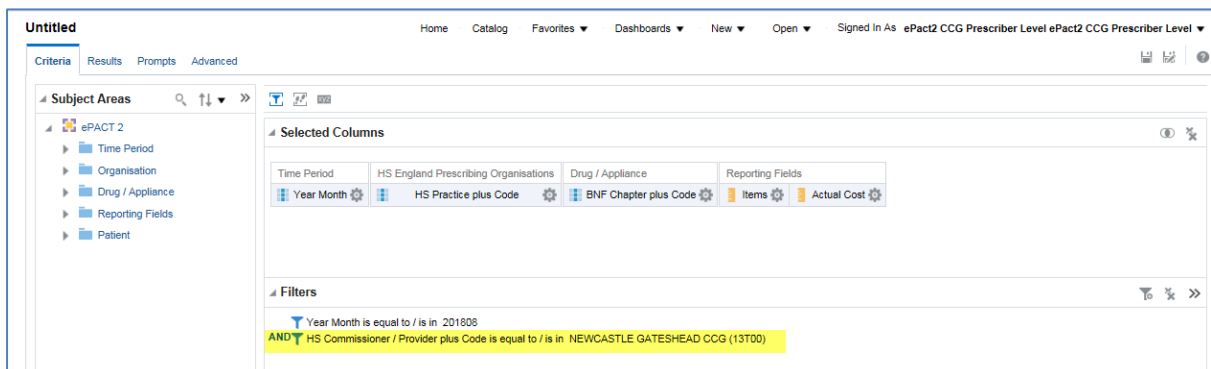 Untitled
Home Catalog Favorites Dashboards New Open Signed In As ePact2 CCG Prescriber Level ePact2 CCG Prescriber Level
Criteria Results Prompts Advanced
Subject Areas
ePACT 2
Time Period
Organisation
Drug / Appliance
Reporting Fields
Patient
Selected Columns
Time Period HS England Prescribing Organisations Drug / Appliance Reporting Fields
Year Month HS Practice plus Code BNF Chapter plus Code Items Actual Cost
Filters
Year Month is equal to / is in 201808
AND HS Commissioner / Provider plus Code is equal to / is in NEWCASTLE GATESHEAD CCG (13T00)